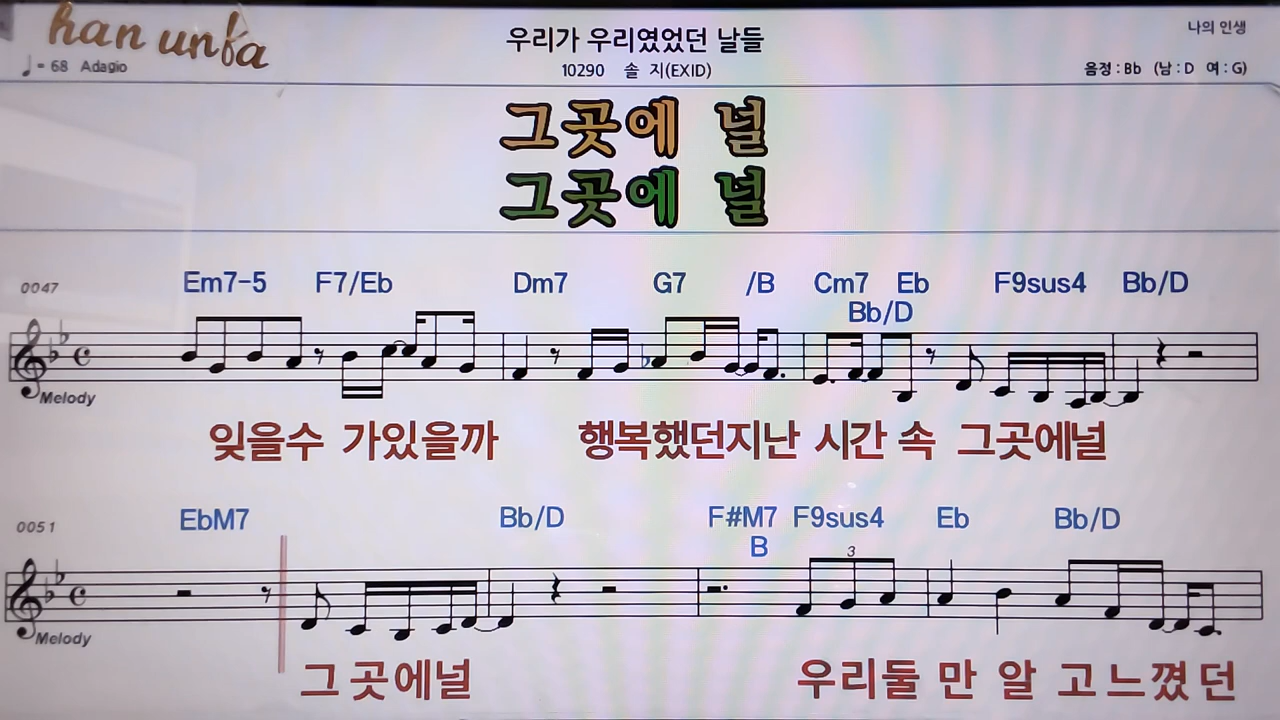 han unfa
우리가 우리였었던 날들
나의 인생
♩= 68 Adagio
10290 솔 지(EXID)
음정 : Bb (남 : D 여 : G)
그곳에 널
그곳에 널
0047 Em7-5 F7/Eb Dm7 G7 /B Cm7 Eb F9sus4 Bb/D
Bb/D
Melody
잊을수 가있을까 행복했던지난 시간 속 그곳에널
0051 EbM7 Bb/D F#M7 F9sus4 Eb Bb/D
B
3
Melody
그 곳에널 우리둘 만 알 고느꼈던